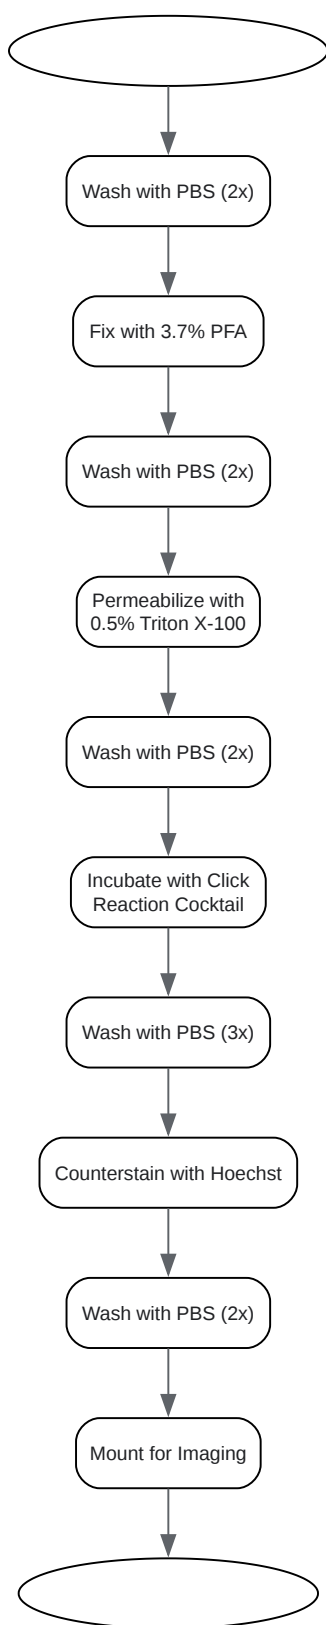 Wash with PBS (2x)
Fix with 3.7% PFA
Wash with PBS (2x)
Permeabilize with
0.5% Triton X-100
Wash with PBS (2x)
Incubate with Click
Reaction Cocktail
Wash with PBS (3x)
Counterstain with Hoechst
Wash with PBS (2x)
Mount for Imaging